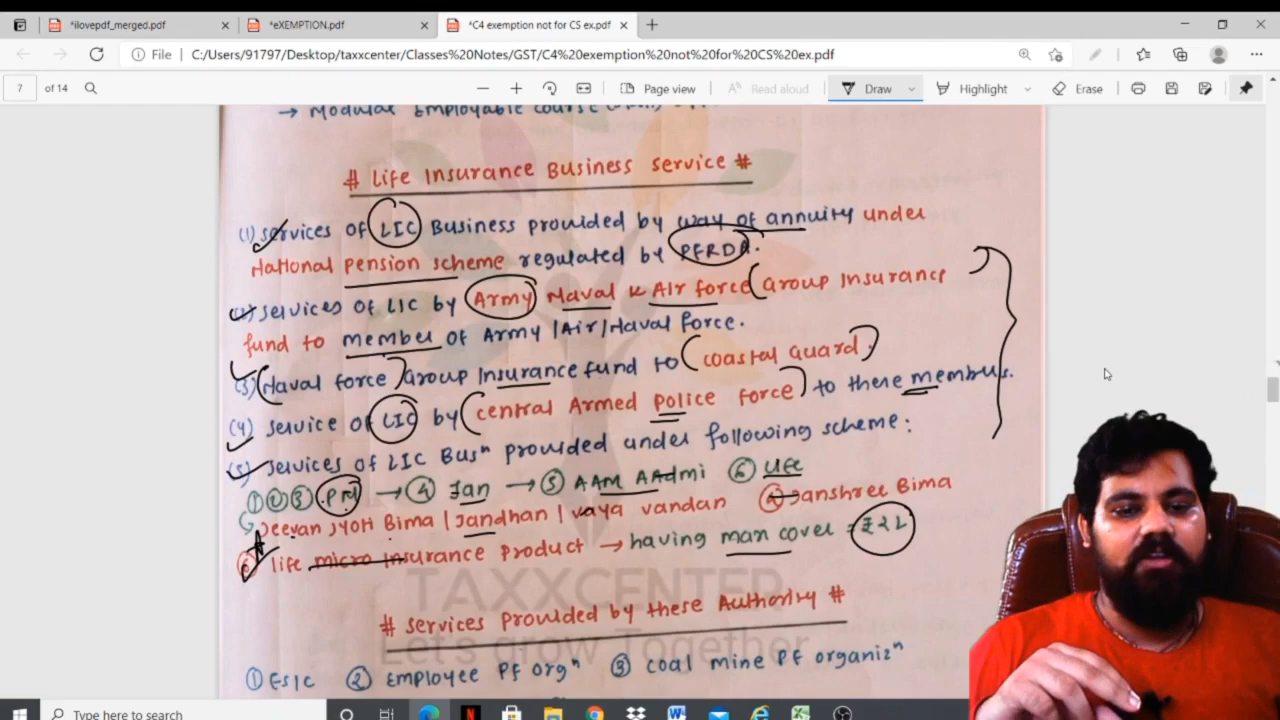 *ilovepdf_merged.pdf
*eXEMPTION.pdf
*C4 exemption not for CS ex.pdf
File
C:/Users/91797/Desktop/taxxcenter/Classes%20Notes/GST/C4%20exemption%20not%20for%20CS%20ex.pdf
7 of 14
Page view
Read aloud
Draw
Highlight
Erase
→ Modular Employable course
# Life Insurance Business Service #
(1) services of LIC Business provided by way of annuity under
National pension scheme regulated by PFRDA.
services of LIC by Army Naval & Air force (Group Insurance
fund to member of Army/Air/Naval force.
(3) (Naval force) Group Insurance fund to (coastal guard)
(4) service of LIC by (central Armed police force) to there members.
(5) services of LIC Busⁿ provided under following scheme:
① ② ③ PM → ④ Jan → ⑤ AAM AAdmi ⑥ Life
Jeevan Jyoti Bima | Jandhan | vaya vandan Janshree Bima
life micro insurance product → having max cover = ₹2L
TAXXCENTER
# services provided by these Authority #
Let's grow Together
① ESIC ② Employee PF orgⁿ ③ coal mine PF organizⁿ
Type here to search